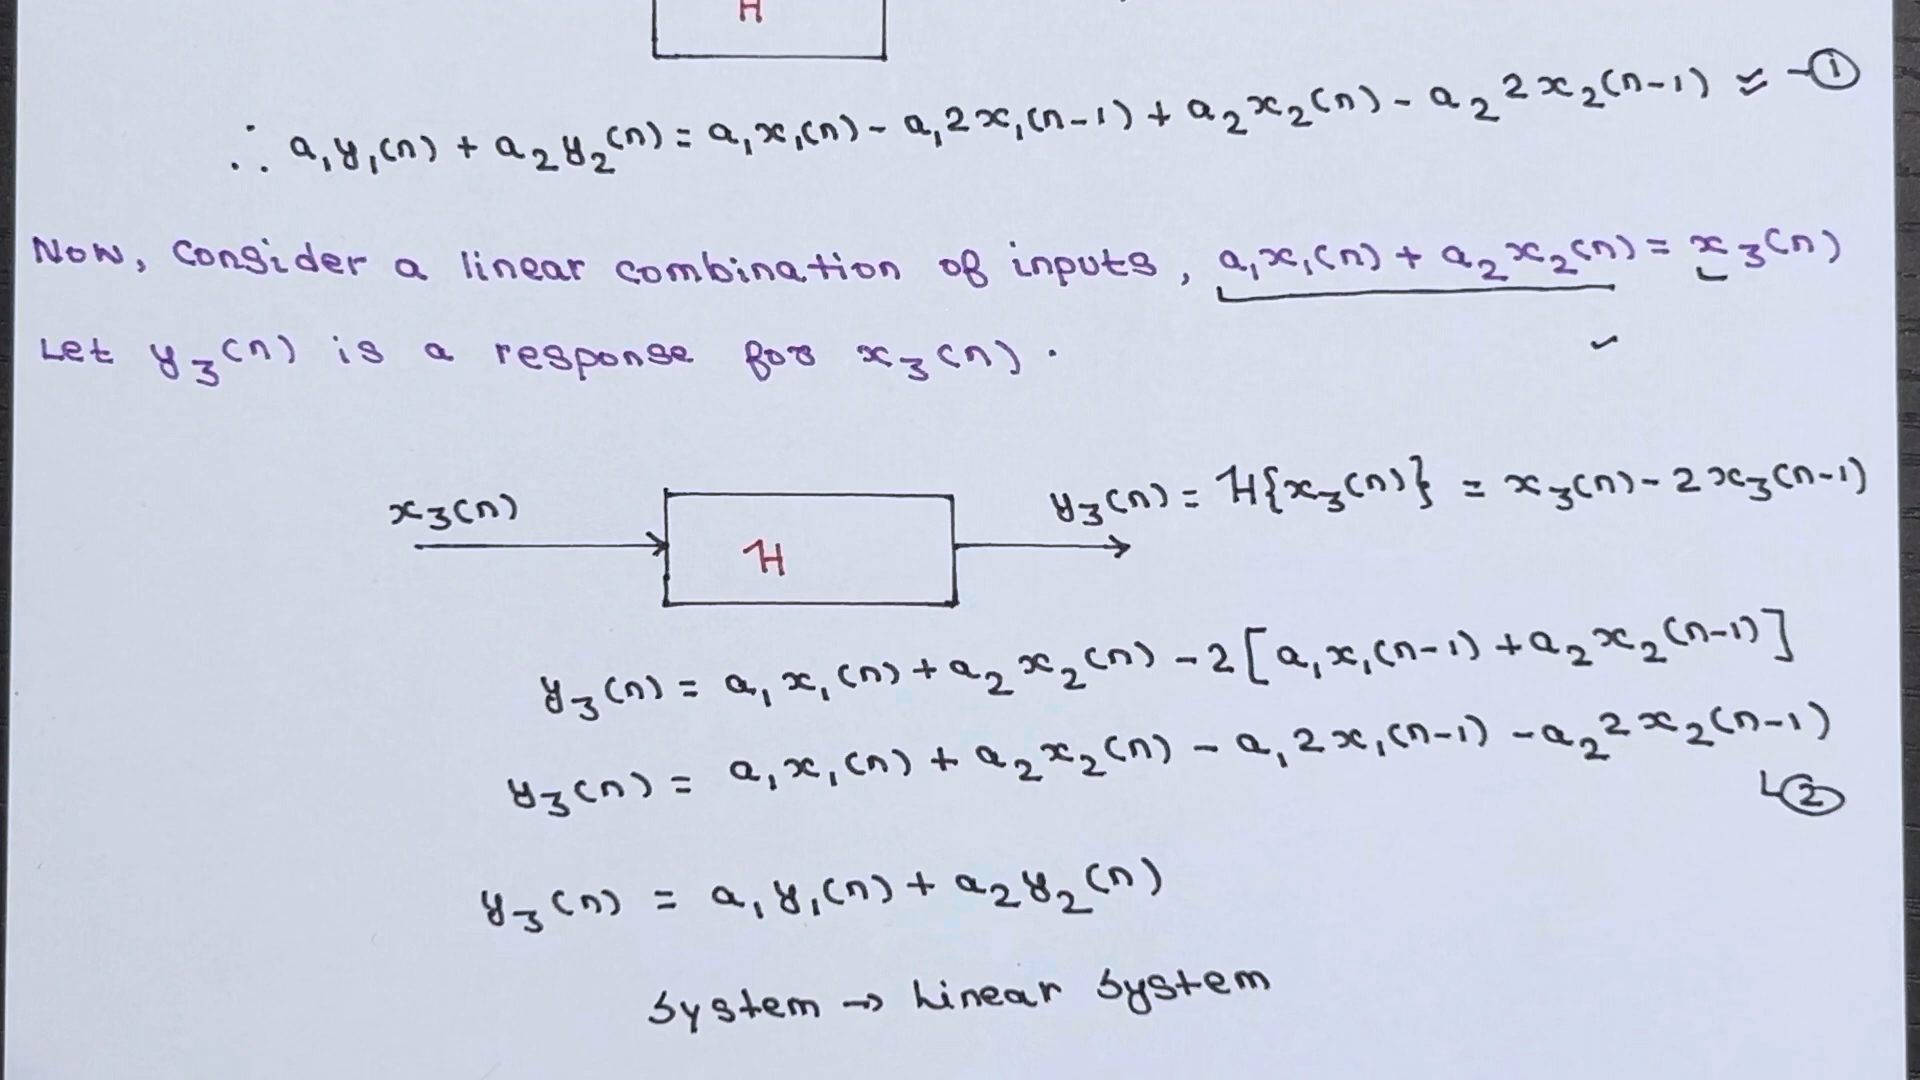 H
∴ a₁y₁(n) + a₂y₂(n) = a₁x₁(n) - a₁2x₁(n-1) + a₂x₂(n) - a₂2x₂(n-1) -①
Now, consider a linear combination of inputs, a₁x₁(n) + a₂x₂(n) = x₃(n)
Let y₃(n) is a response for x₃(n).
x₃(n)
H
y₃(n) = H{x₃(n)} = x₃(n) - 2x₃(n-1)
y₃(n) = a₁x₁(n) + a₂x₂(n) - 2[a₁x₁(n-1) + a₂x₂(n-1)]
y₃(n) = a₁x₁(n) + a₂x₂(n) - a₁2x₁(n-1) - a₂2x₂(n-1)
②
y₃(n) = a₁y₁(n) + a₂y₂(n)
System → Linear System